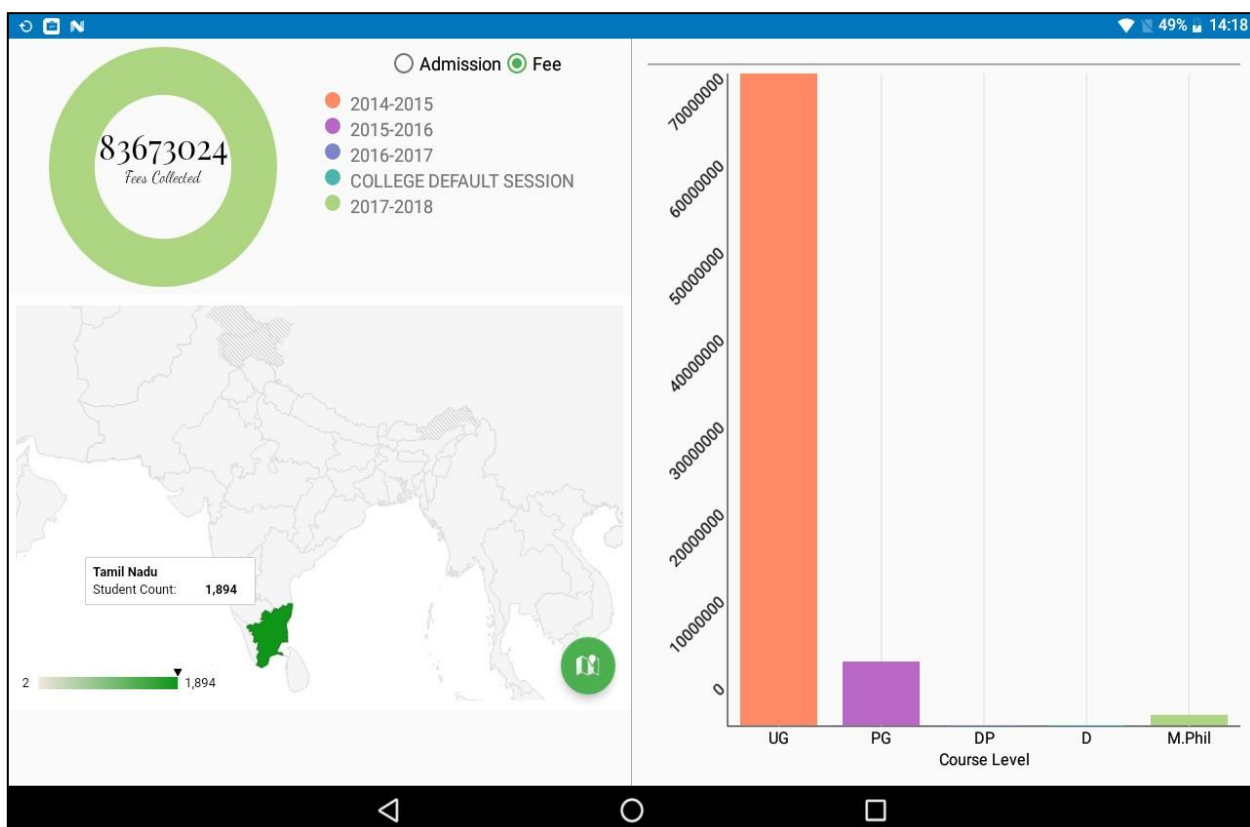 49% 14:18
Admission Fee
2014-2015
2015-2016
2016-2017
COLLEGE DEFAULT SESSION
2017-2018
83673024
Fees Collected
Tamil Nadu
Student Count: 1,894
2 1,894
70000000
60000000
50000000
40000000
30000000
20000000
10000000
0
UG PG DP D M.Phil
Course Level